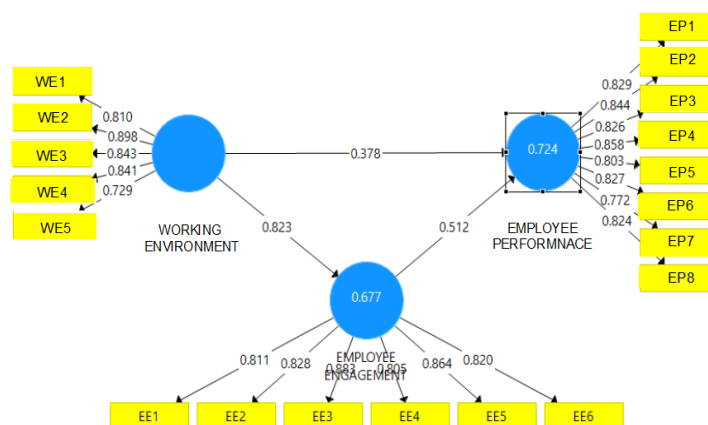 EP1
EP2
EP3
EP4
EP5
EP6
EP7
EP8
0.829
0.844
0.826
0.858
0.803
0.827
0.772
0.824
WE1
WE2
WE3
WE4
WE5
0.810
0.898
0.843
0.841
0.729
0.378
0.724
WORKING
ENVIRONMENT
0.823
0.512
EMPLOYEE
PERFORMNACE
0.677
EMPLOYEE
ENGAGEMENT
0.811
0.828
0.883
0.805
0.864
0.820
EE1
EE2
EE3
EE4
EE5
EE6